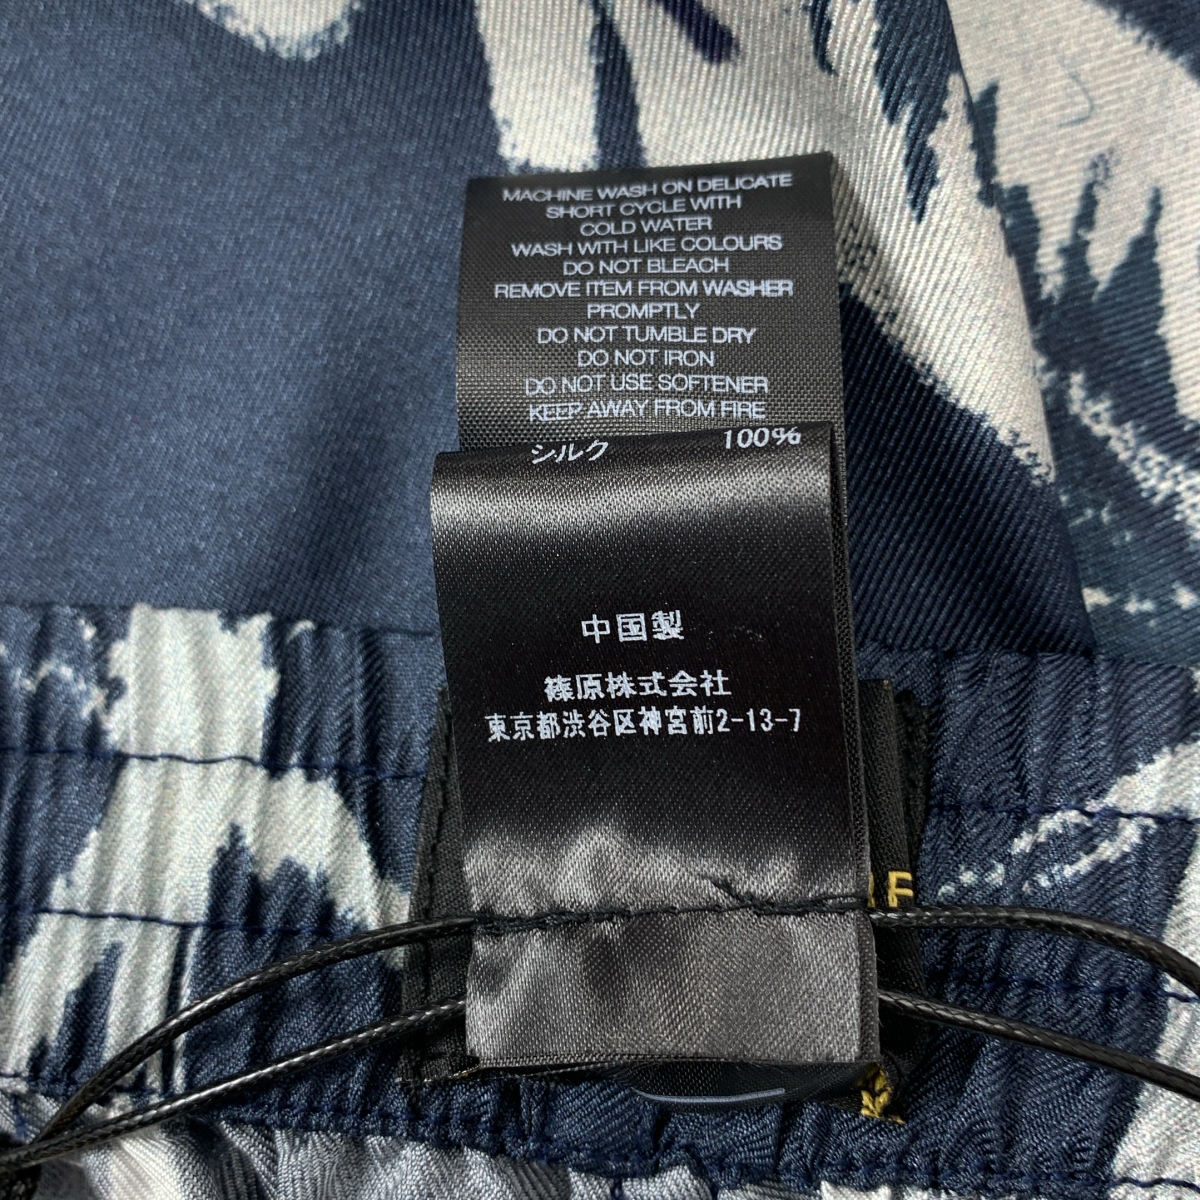 MACHINE WASH ON DELICATE
SHORT CYCLE WITH
COLD WATER
WASH WITH LIKE COLOURS
DO NOT BLEACH
REMOVE ITEM FROM WASHER
PROMPTLY
DO NOT TUMBLE DRY
DO NOT IRON
DO NOT USE SOFTENER
KEEP AWAY FROM FIRE
シルク 100%
中国製
篠原株式会社
東京都渋谷区神宮前2-13-7